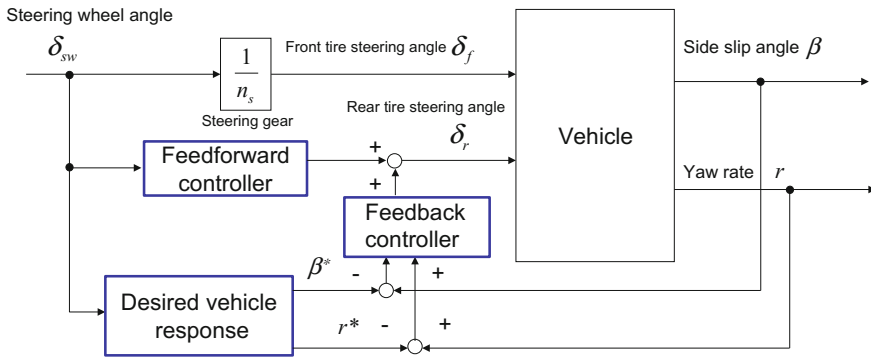 Steering wheel angle
δsw
1
ns
Steering gear
Front tire steering angle δf
Rear tire steering angle
δr
Vehicle
Side slip angle β
Yaw rate r
Feedforward
controller
+
+
Feedback
controller
Desired vehicle
response
β*
-
+
r*
-
+